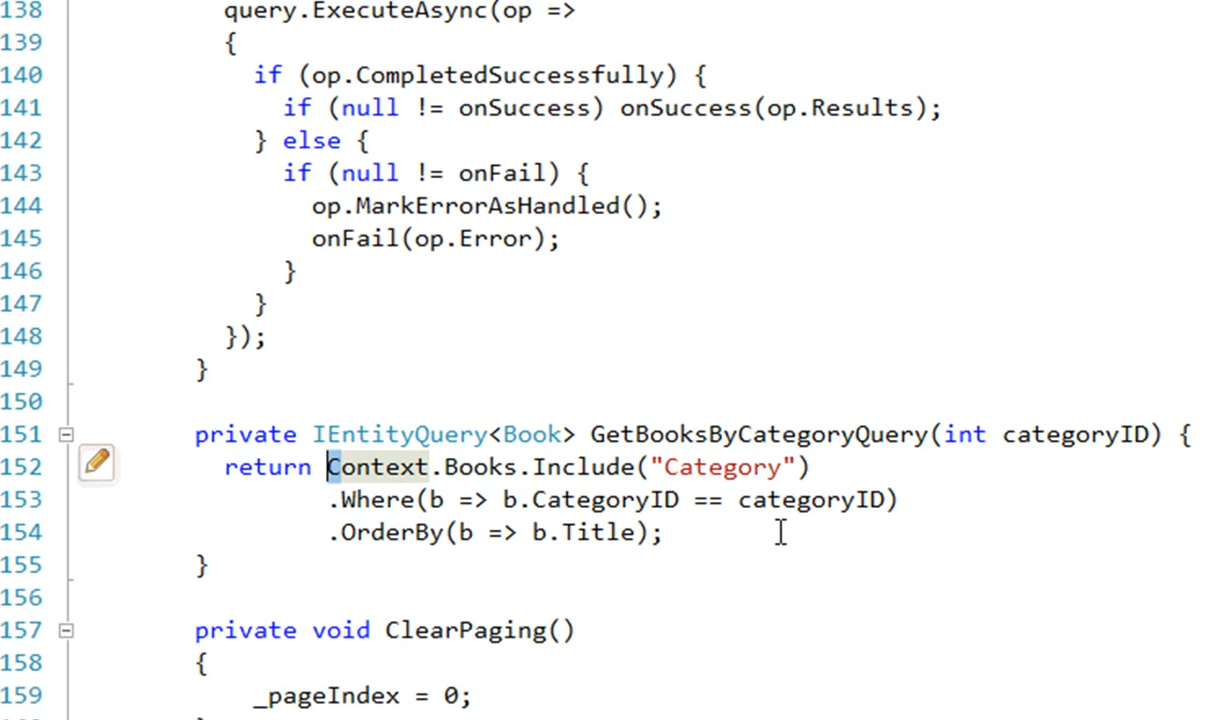 138 query.ExecuteAsync(op =>
139 {
140 if (op.CompletedSuccessfully) {
141 if (null != onSuccess) onSuccess(op.Results);
142 } else {
143 if (null != onFail) {
144 op.MarkErrorAsHandled();
145 onFail(op.Error);
146 }
147 }
148 });
149 }
150
151 private IEntityQuery<Book> GetBooksByCategoryQuery(int categoryID) {
152 return Context.Books.Include("Category")
153 .Where(b => b.CategoryID == categoryID)
154 .OrderBy(b => b.Title);
155 }
156
157 private void ClearPaging()
158 {
159 _pageIndex = 0;